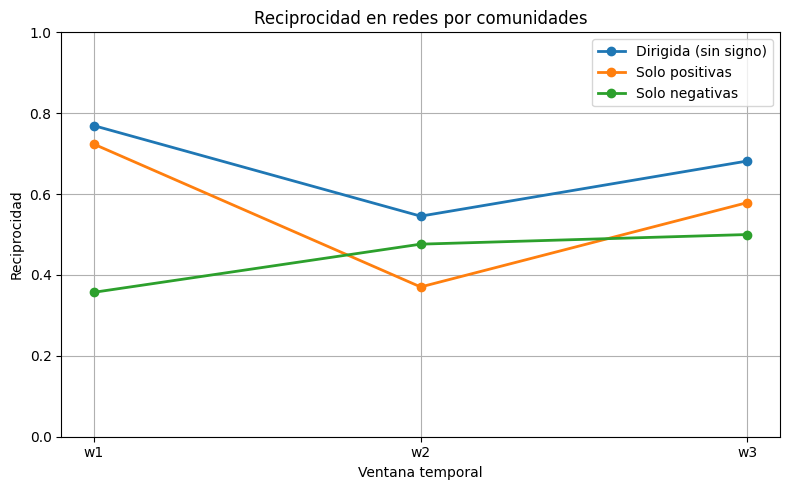 Reciprocidad en redes por comunidades
1.0
0.8
0.6
0.4
0.2
0.0
Reciprocidad
Dirigida (sin signo)
Solo positivas
Solo negativas
w1
w2
w3
Ventana temporal